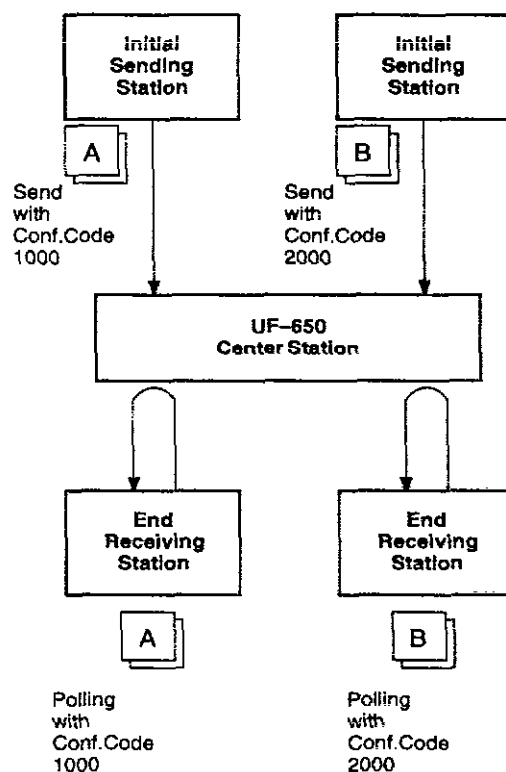 Initial
Sending
Station
Initial
Sending
Station
A
B
Send
with
Conf.Code
1000
Send
with
Conf.Code
2000
UF–650
Center Station
End
Receiving
Station
End
Receiving
Station
A
B
Polling
with
Conf.Code
1000
Polling
with
Conf.Code
2000